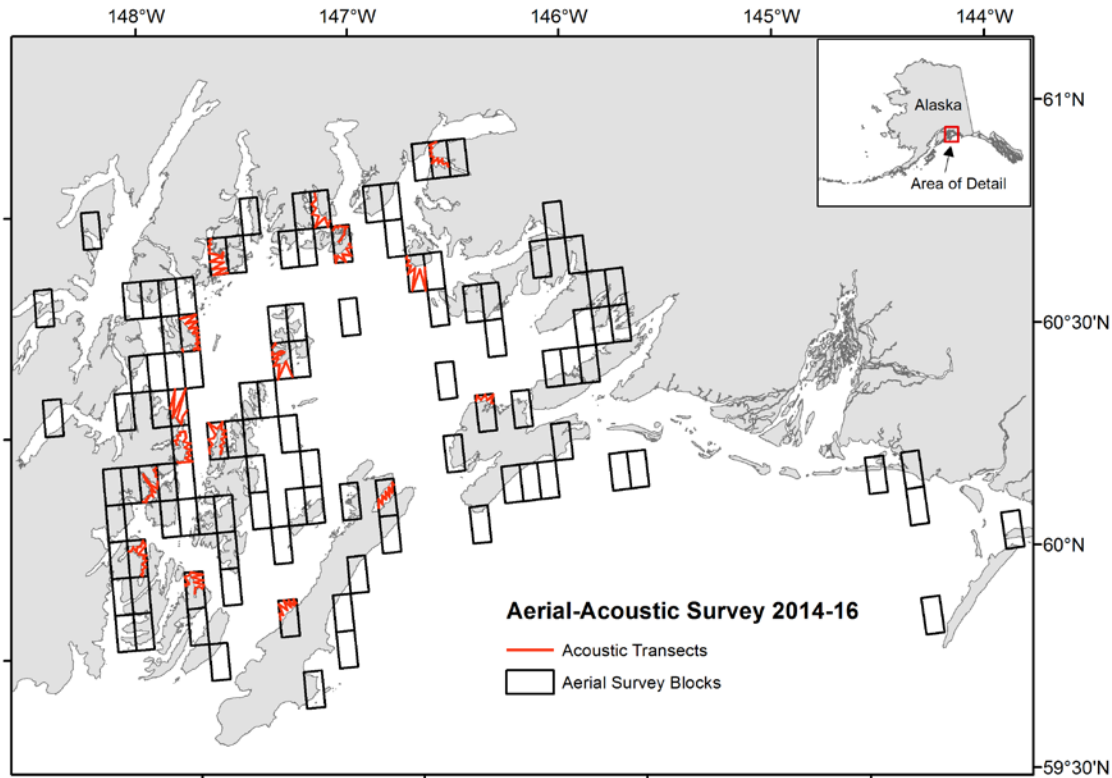 148°W 147°W 146°W 145°W 144°W
61°N
Alaska
Area of Detail
60°30'N
60°N
Aerial-Acoustic Survey 2014-16
Acoustic Transects
Aerial Survey Blocks
59°30'N